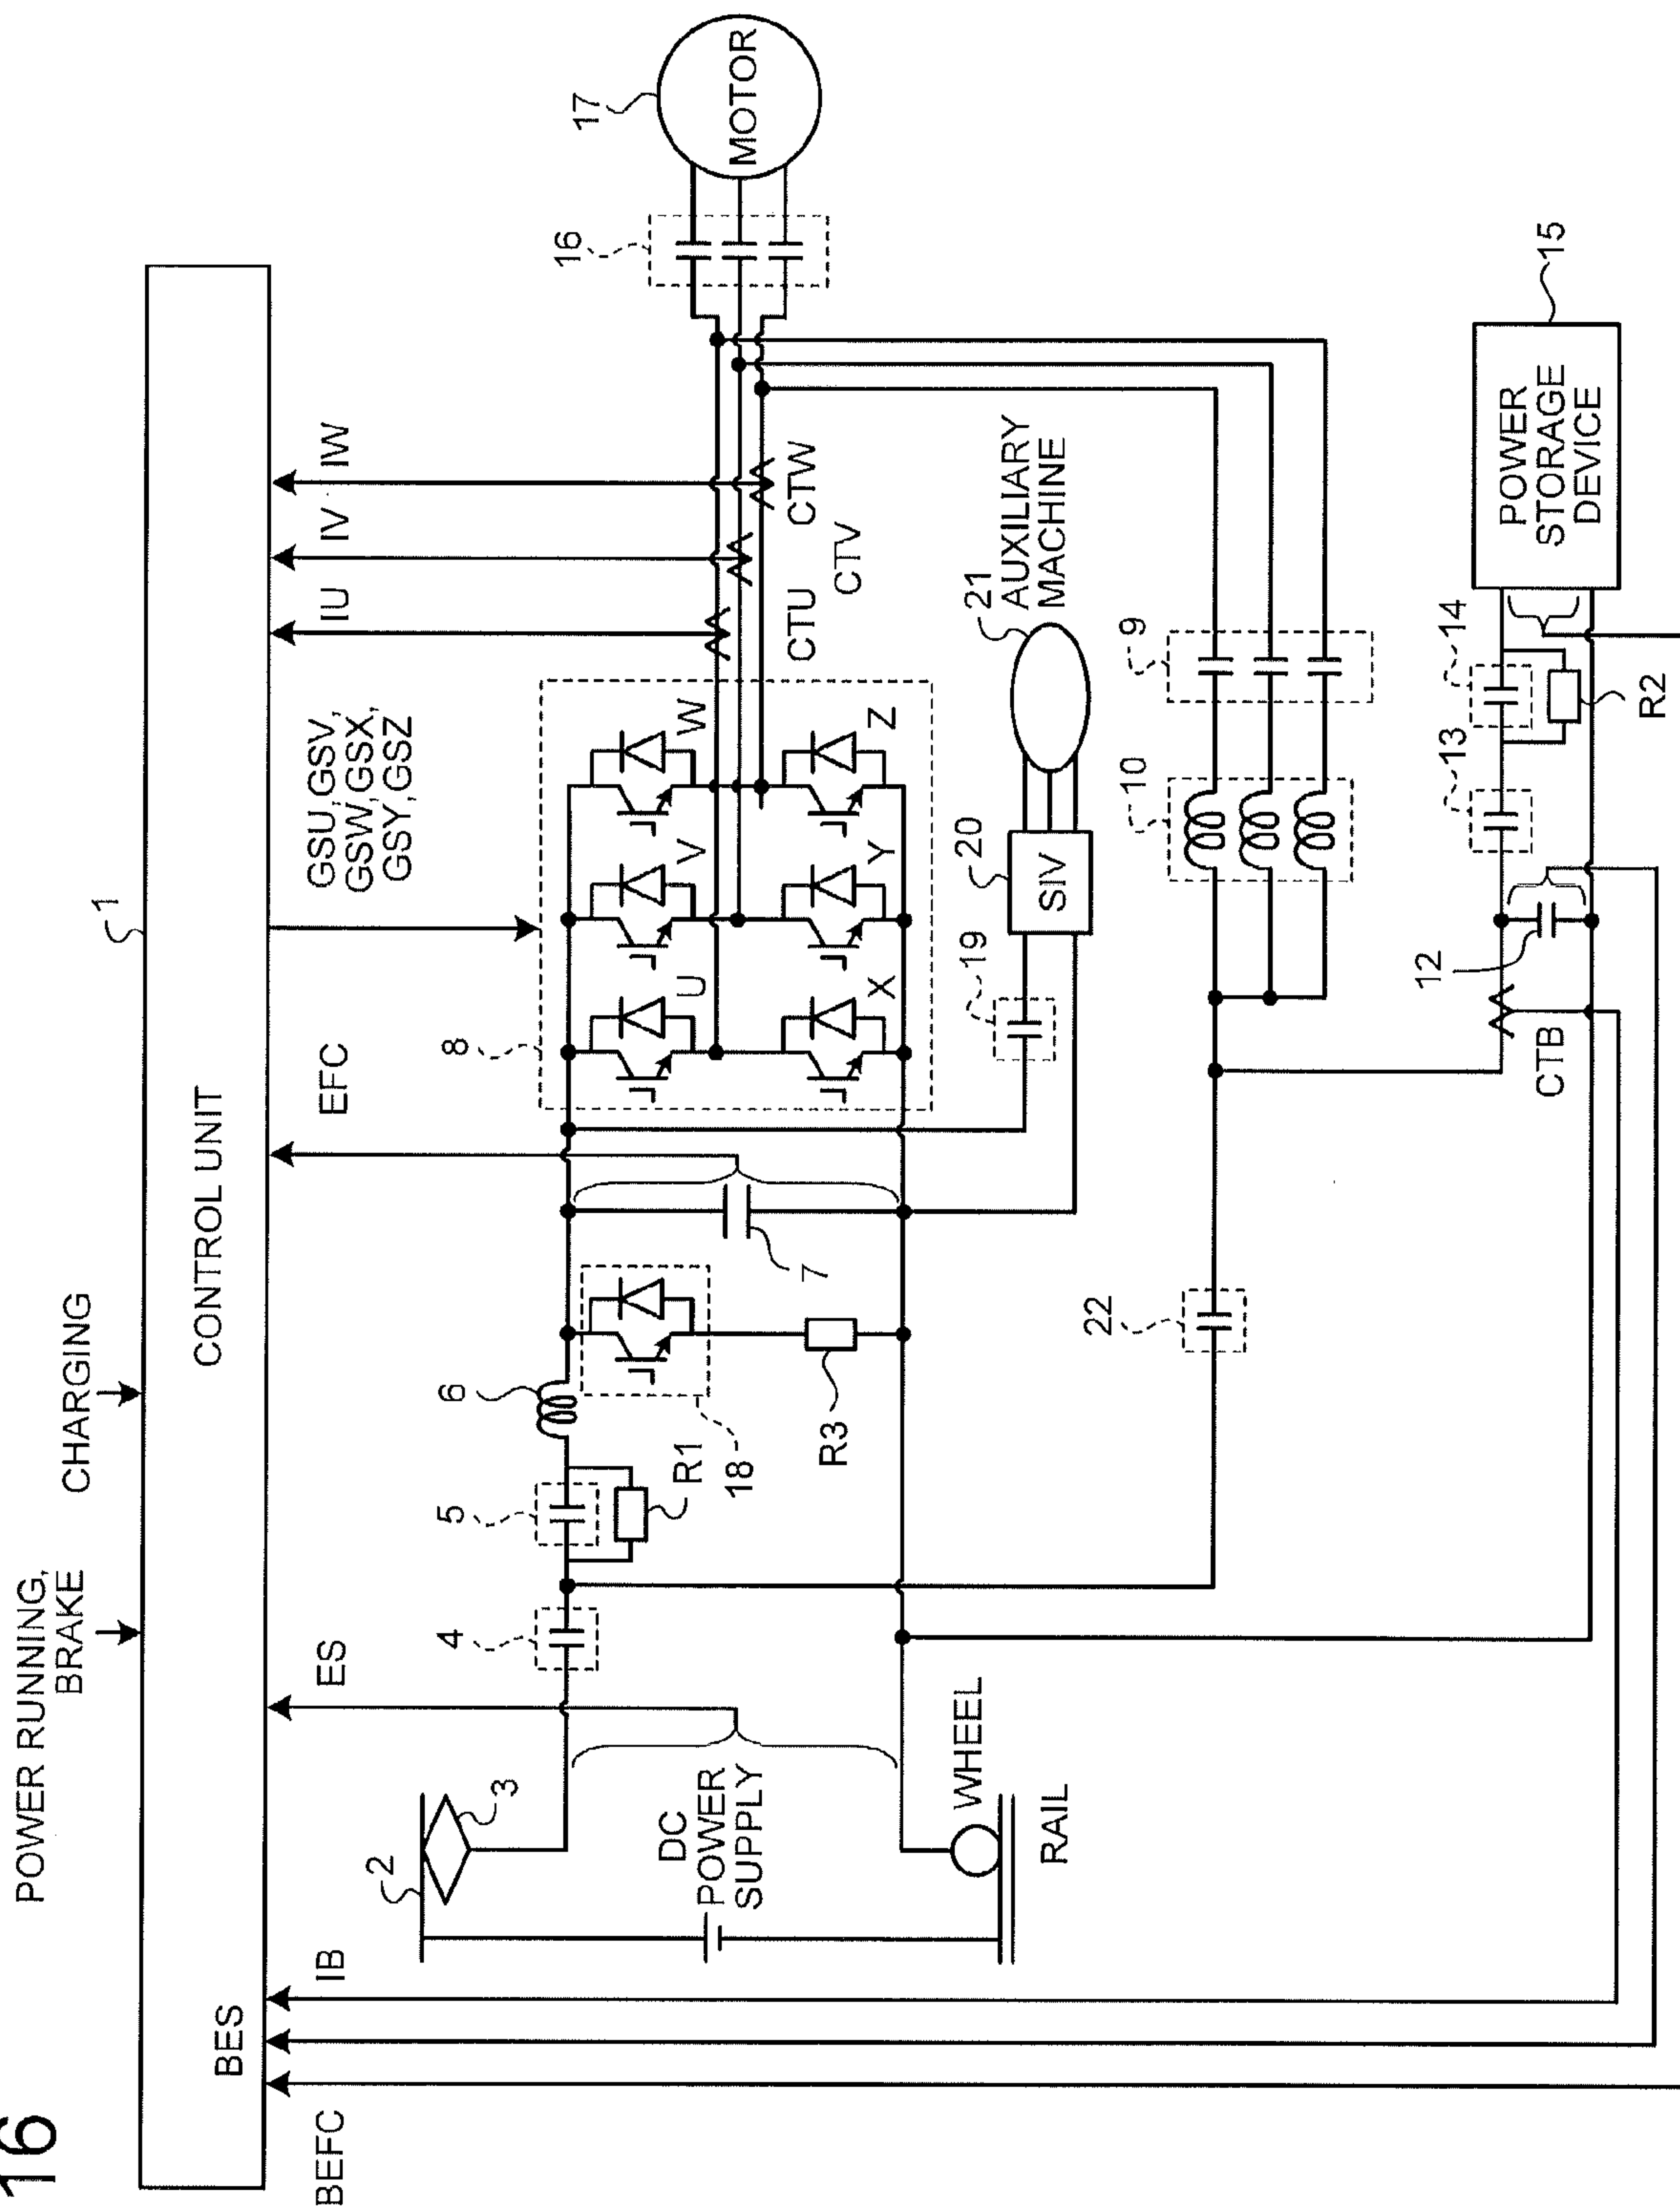 16
POWER RUNNING,
BRAKE
CHARGING
1
CONTROL UNIT
BES
BEFC
IB
ES
EFC
GSU,GSV,
GSW,GSX,
GSY,GSZ
IU
IV
IW
2
3
DC
POWER
SUPPLY
WHEEL
RAIL
4
5
R1
6
18
R3
7
8
U
V
W
X
Y
Z
CTU
CTV
CTW
16
17
MOTOR
19
20
SIV
21
AUXILIARY
MACHINE
22
10
9
CTB
12
13
14
R2
15
POWER
STORAGE
DEVICE